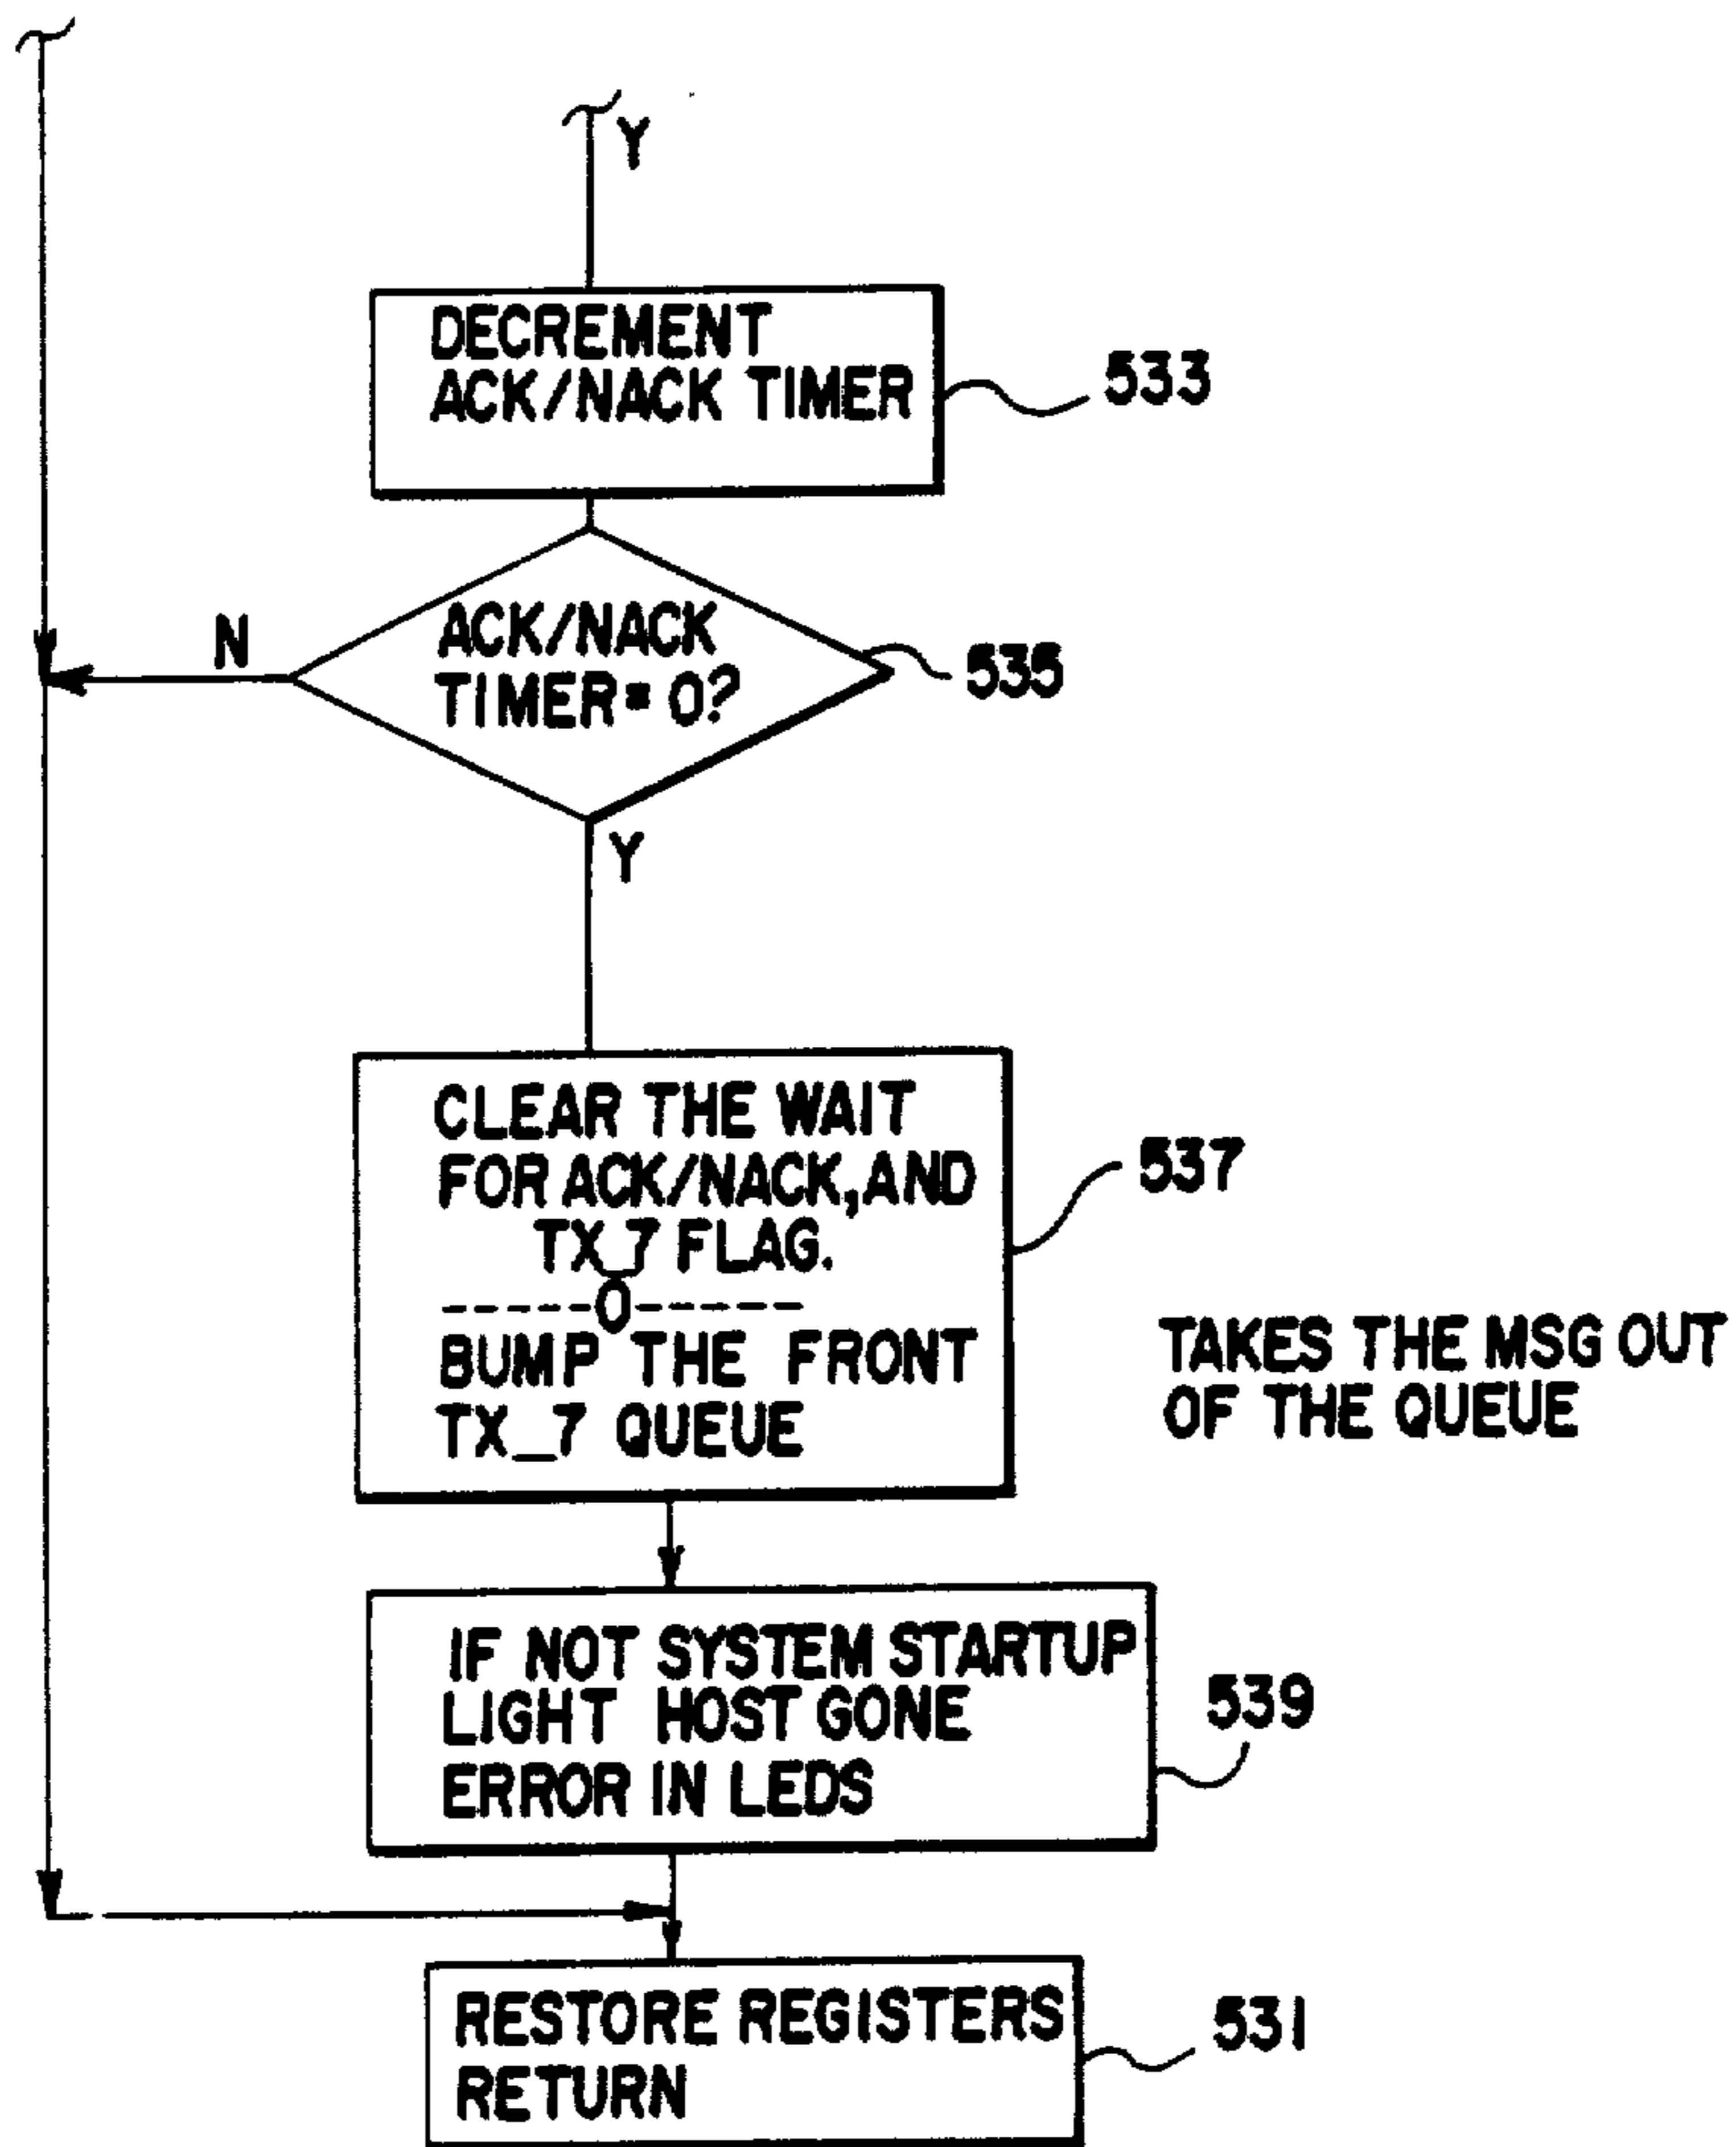 Y
DECREMENT
ACK/NACK TIMER
533
N
ACK/NACK
TIMER = 0?
535
Y
CLEAR THE WAIT
FOR ACK/NACK, AND
TX_7 FLAG.
-----O------
BUMP THE FRONT
TX_7 QUEUE
537
TAKES THE MSG OUT
OF THE QUEUE
IF NOT SYSTEM STARTUP
LIGHT HOST GONE
ERROR IN LEDS
539
RESTORE REGISTERS
RETURN
531